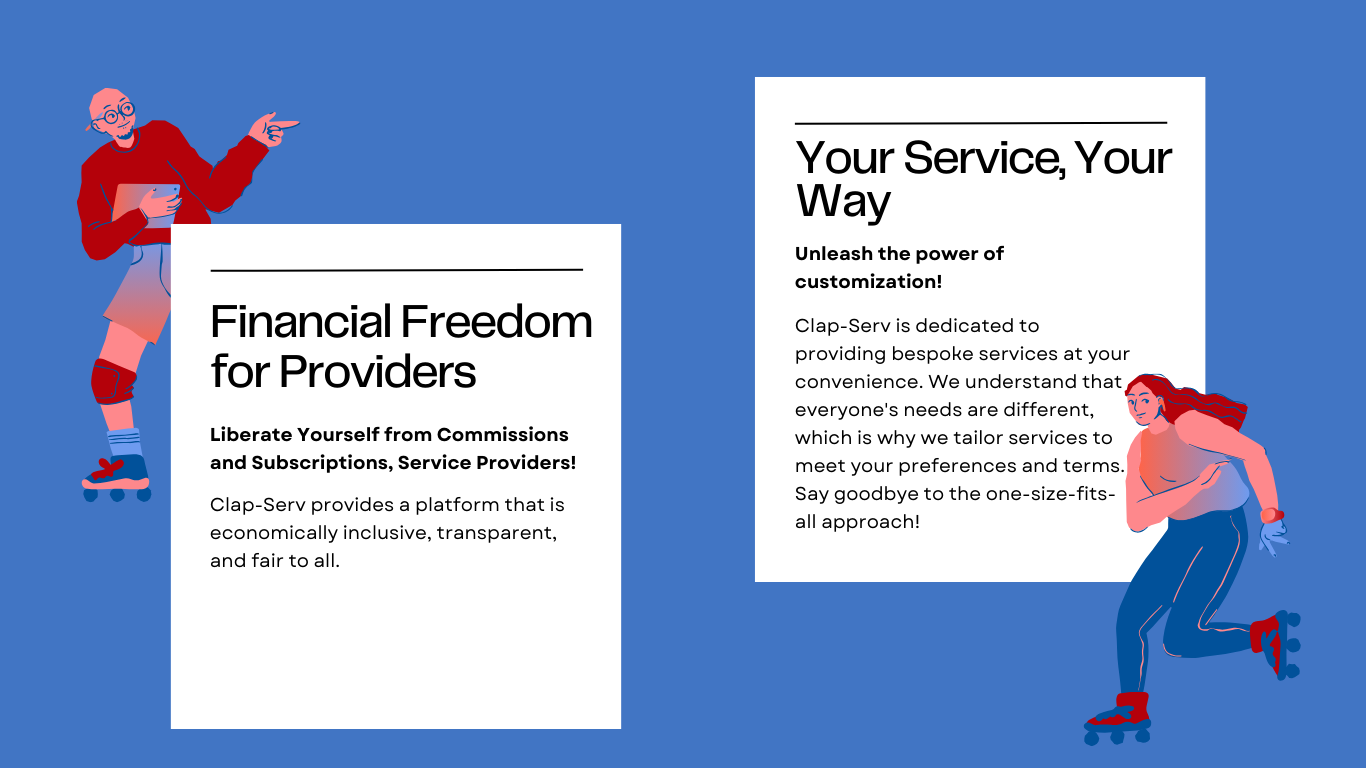 Financial Freedom
for Providers
Liberate Yourself from Commissions
and Subscriptions, Service Providers!
Clap-Serv provides a platform that is
economically inclusive, transparent,
and fair to all.
Your Service, Your
Way
Unleash the power of
customization!
Clap-Serv is dedicated to
providing bespoke services at your
convenience. We understand that
everyone's needs are different,
which is why we tailor services to
meet your preferences and terms.
Say goodbye to the one-size-fits-
all approach!